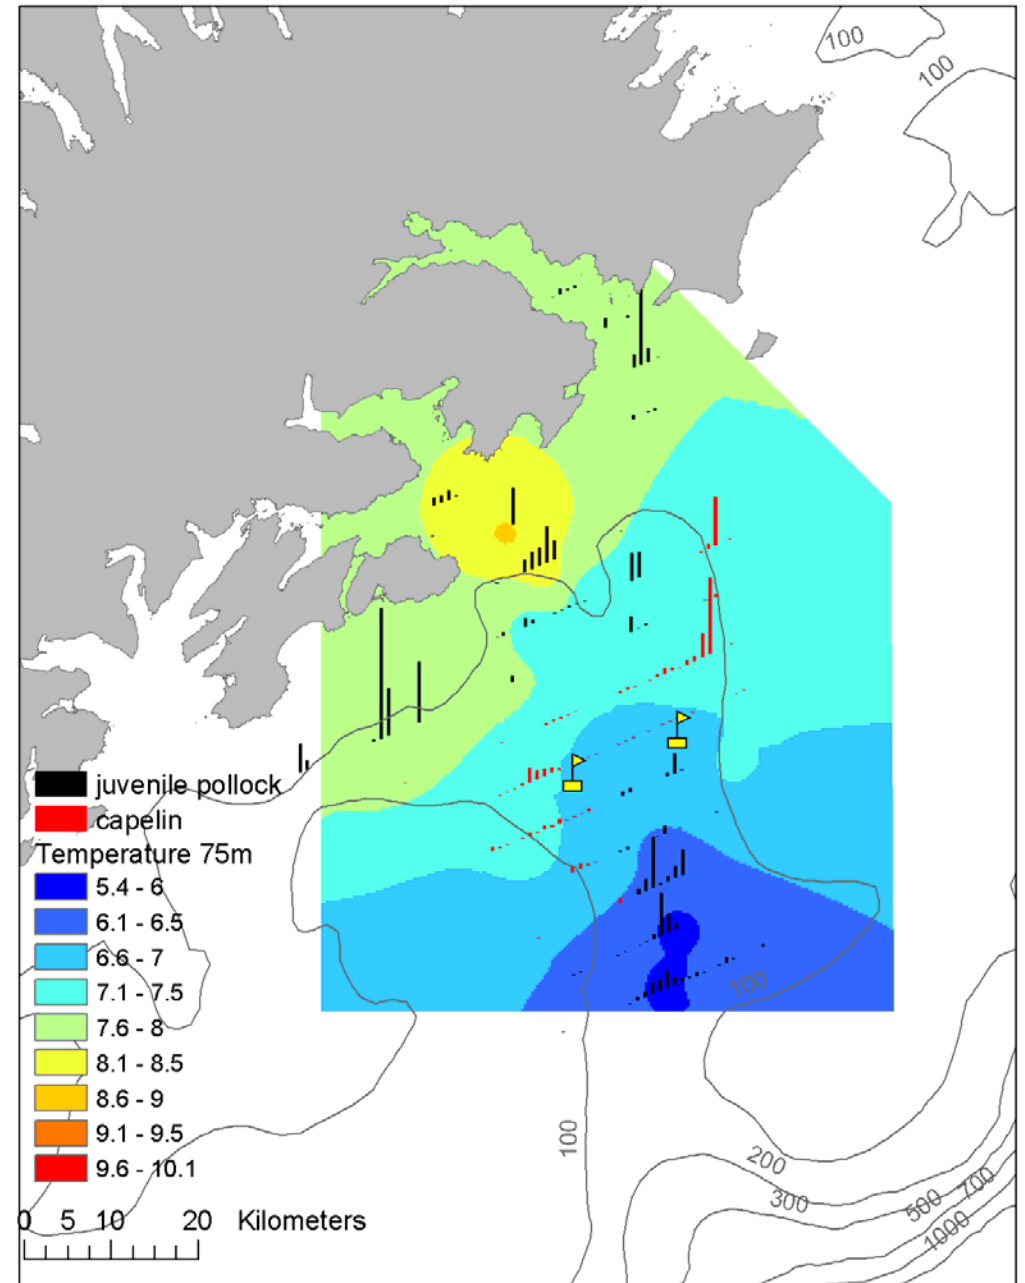 100
100
juvenile pollock
capelin
Temperature 75m
5.4 - 6
6.1 - 6.5
6.6 - 7
7.1 - 7.5
7.6 - 8
8.1 - 8.5
8.6 - 9
9.1 - 9.5
9.6 - 10.1
100
100
200
300
500
700
1000
0 5 10 20 Kilometers